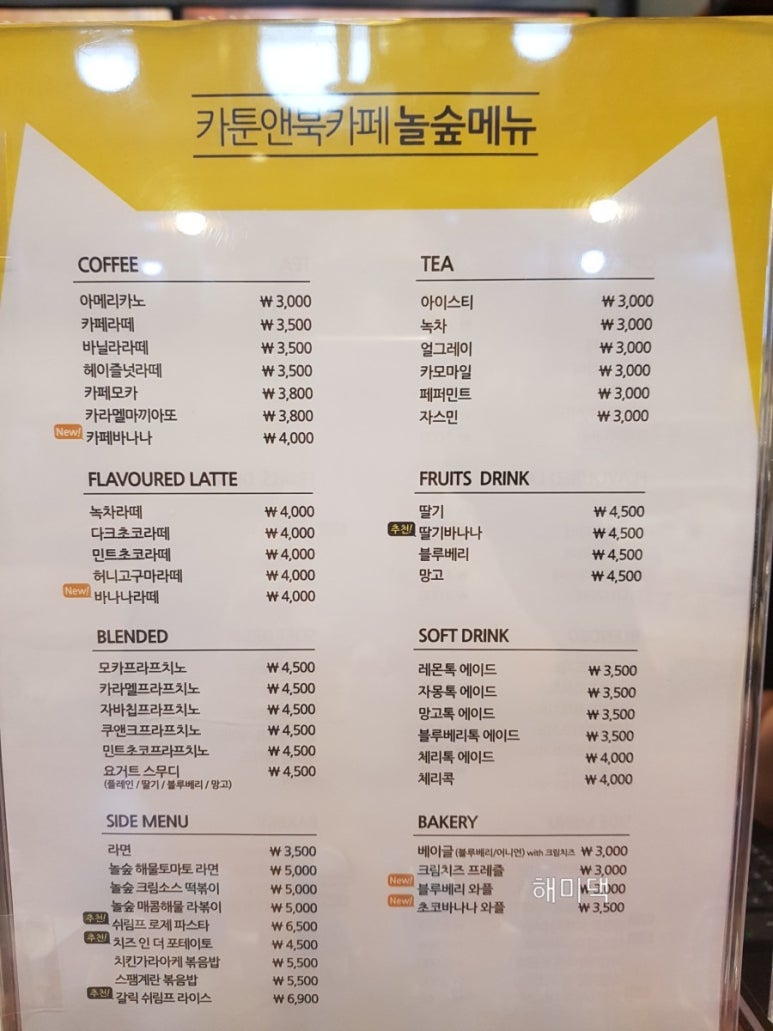 카툰앤북카페 놀숲메뉴
COFFEE
아메리카노 ₩3,000
카페라떼 ₩3,500
바닐라라떼 ₩3,500
헤이즐넛라떼 ₩3,500
카페모카 ₩3,800
카라멜마끼아또 ₩3,800
New! 카페바나나 ₩4,000
FLAVOURED LATTE
녹차라떼 ₩4,000
다크초코라떼 ₩4,000
민트초코라떼 ₩4,000
허니고구마라떼 ₩4,000
New! 바나나라떼 ₩4,000
BLENDED
모카프라프치노 ₩4,500
카라멜프라프치노 ₩4,500
자바칩프라프치노 ₩4,500
쿠앤크프라프치노 ₩4,500
민트초코프라프치노 ₩4,500
요거트 스무디 ₩4,500
(플레인 / 딸기 / 블루베리 / 망고)
SIDE MENU
라면 ₩3,500
놀숲 해물토마토 라면 ₩5,000
놀숲 크림소스 떡볶이 ₩5,000
놀숲 매콤해물 라볶이 ₩5,000
추천! 쉬림프 로제 파스타 ₩6,500
추천! 치즈 인 더 포테이토 ₩4,500
치킨가라아케 볶음밥 ₩5,500
스팸계란 볶음밥 ₩5,500
추천! 갈릭 쉬림프 라이스 ₩6,900
TEA
아이스티 ₩3,000
녹차 ₩3,000
얼그레이 ₩3,000
카모마일 ₩3,000
페퍼민트 ₩3,000
자스민 ₩3,000
FRUITS DRINK
딸기 ₩4,500
추천! 딸기바나나 ₩4,500
블루베리 ₩4,500
망고 ₩4,500
SOFT DRINK
레몬톡 에이드 ₩3,500
자몽톡 에이드 ₩3,500
망고톡 에이드 ₩3,500
블루베리톡 에이드 ₩3,500
체리톡 에이드 ₩4,000
체리콕 ₩4,000
BAKERY
베이글 (블루베리/어니언) with 크림치즈 ₩3,000
크림치즈 프레즐 ₩3,000
New! 블루베리 와플
New! 초코바나나 와플 ₩3,500
해미댁